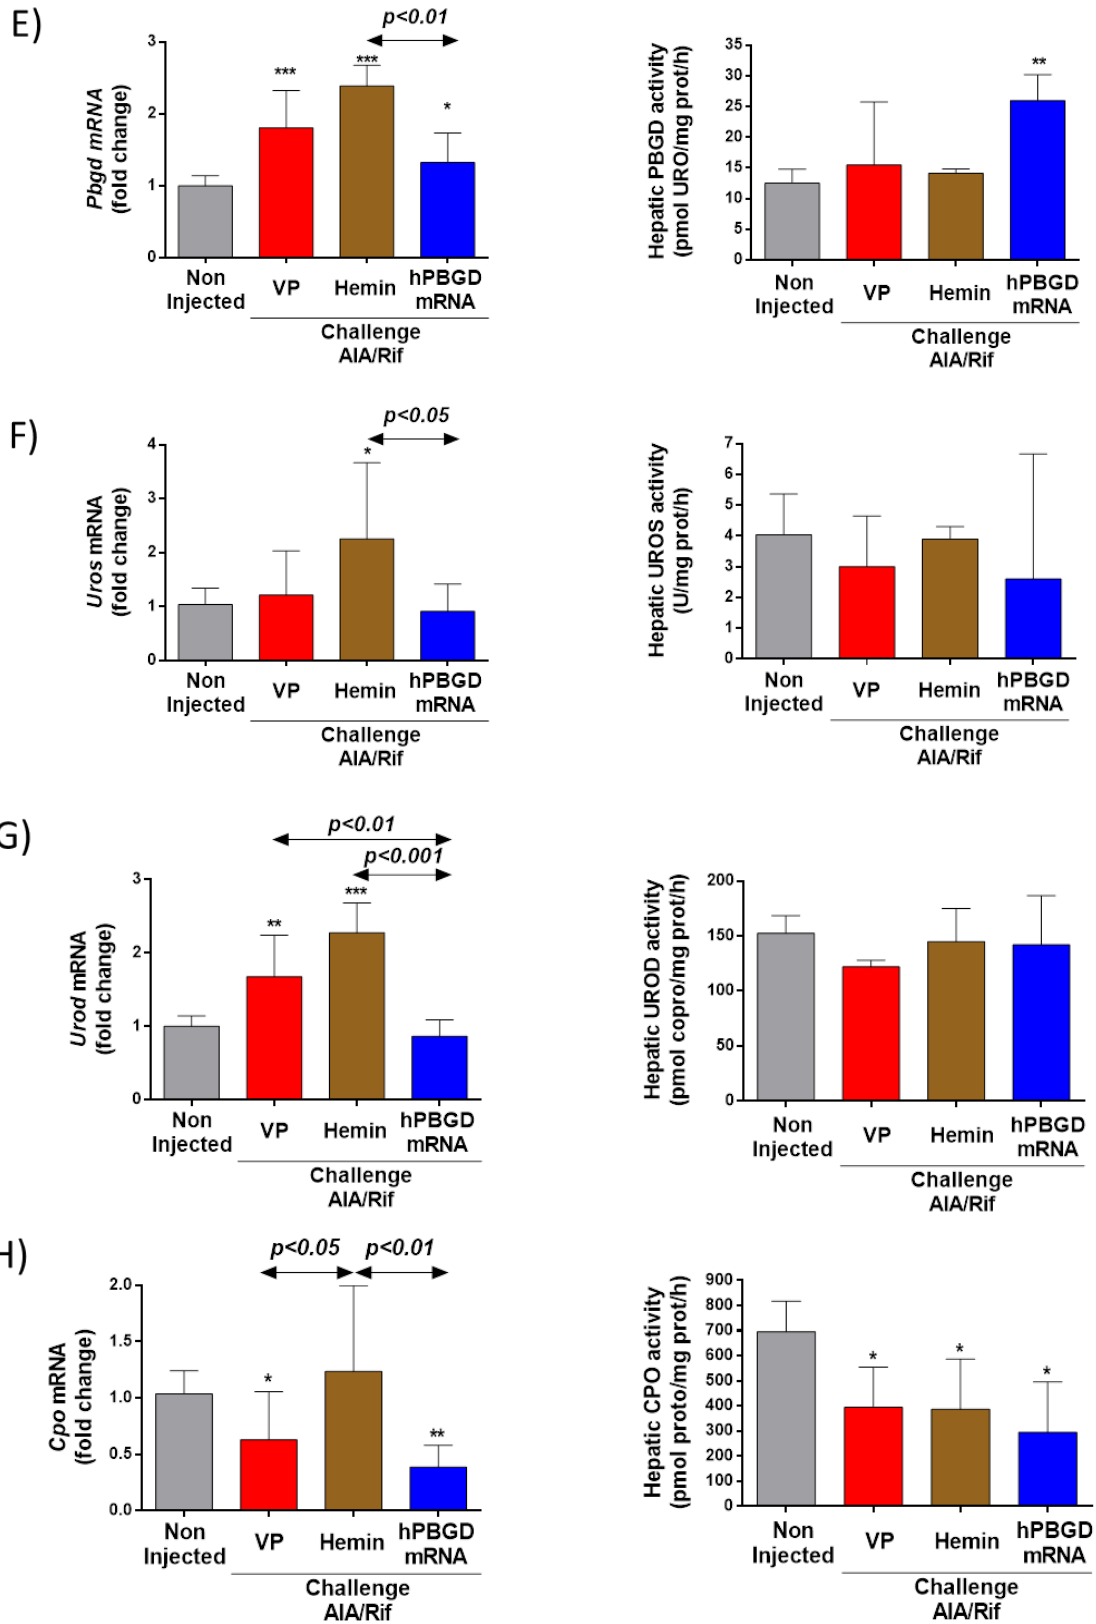 E)
p<0.01
Pbgd mRNA
(fold change)
3
2
1
0
***
***
*
Non
Injected
VP
Hemin
hPBGD
mRNA
Challenge
AIA/Rif
Hepatic PBGD activity
(pmol URO/mg prot/h)
35
30
25
20
15
10
5
0
**
Non
Injected
VP
Hemin
hPBGD
mRNA
Challenge
AIA/Rif
F)
p<0.05
Uros mRNA
(fold change)
4
3
2
1
0
*
Non
Injected
VP
Hemin
hPBGD
mRNA
Challenge
AIA/Rif
Hepatic UROS activity
(U/mg prot/h)
7
6
5
4
3
2
1
0
Non
Injected
VP
Hemin
hPBGD
mRNA
Challenge
AIA/Rif
G)
p<0.01
p<0.001
Urod mRNA
(fold change)
3
2
1
0
**
***
Non
Injected
VP
Hemin
hPBGD
mRNA
Challenge
AIA/Rif
Hepatic UROD activity
(pmol copro/mg prot/h)
200
150
100
50
0
Non
Injected
VP
Hemin
hPBGD
mRNA
Challenge
AIA/Rif
H)
p<0.05
p<0.01
Cpo mRNA
(fold change)
2.0
1.5
1.0
0.5
0.0
*
**
Non
Injected
VP
Hemin
hPBGD
mRNA
Challenge
AIA/Rif
Hepatic CPO activity
(pmol proto/mg prot/h)
900
800
700
600
500
400
300
200
100
0
*
*
*
Non
Injected
VP
Hemin
hPBGD
mRNA
Challenge
AIA/Rif